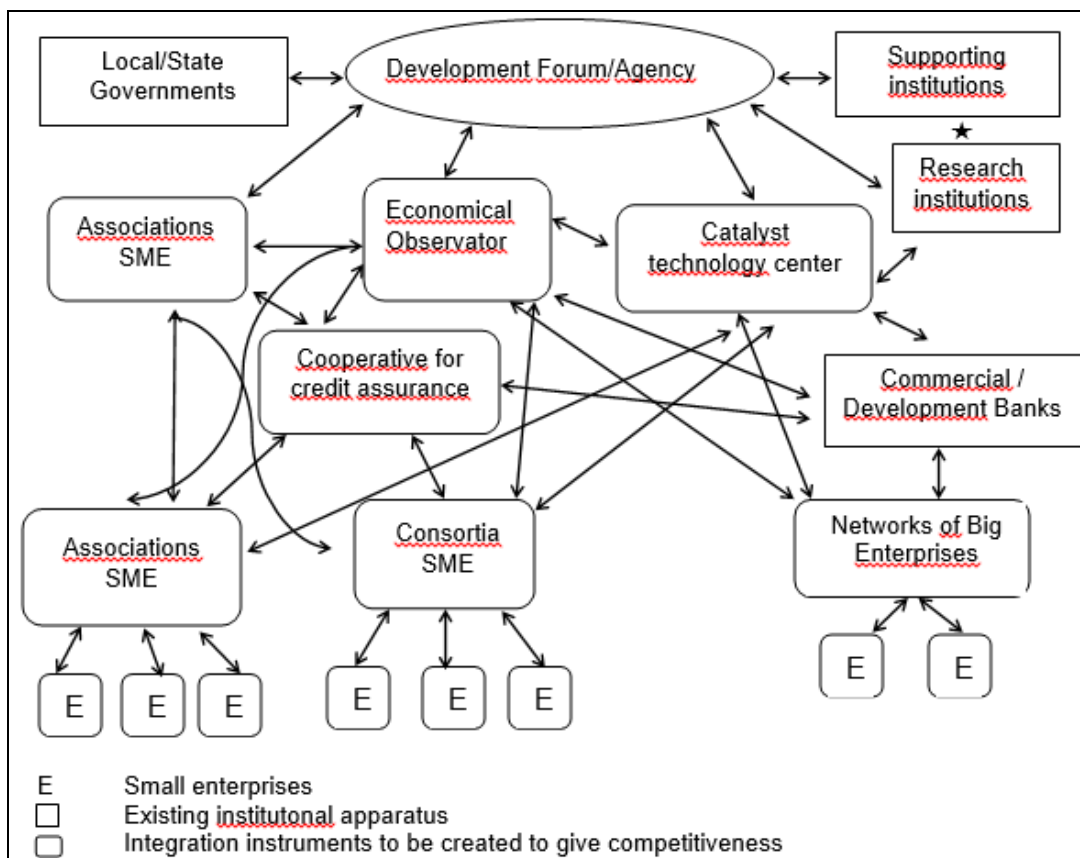 Local/State
Governments
Development Forum/Agency
Supporting
institutions
Research
institutions
Associations
SME
Economical
Observator
Catalyst
technology center
Cooperative for
credit assurance
Commercial /
Development Banks
Associations
SME
Consortia
SME
Networks of Big
Enterprises
E E E
E E E
E E
E Small enterprises
Existing institutonal apparatus
Integration instruments to be created to give competitiveness